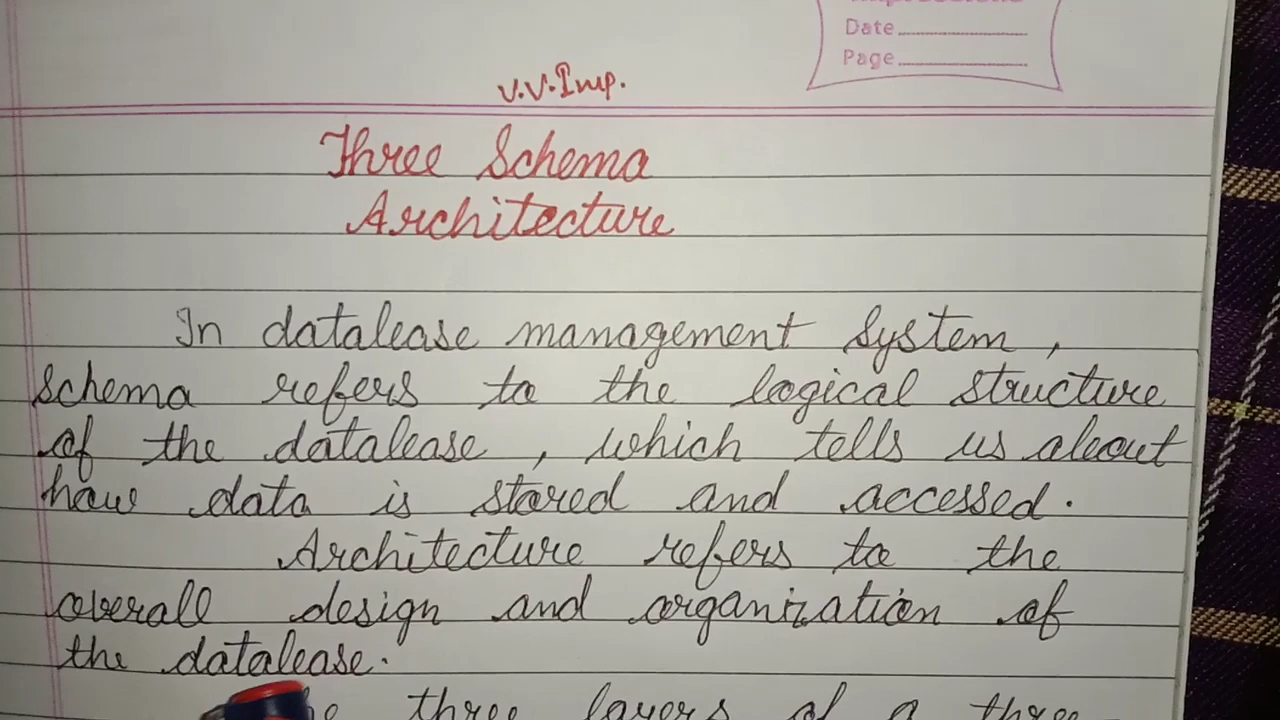 Date
Page
V.V.Imp.
Three Schema
Architecture
In database management system,
schema refers to the logical structure
of the database, which tells us about
how data is stored and accessed.
Architecture refers to the
overall design and organization of
the database.
three layers of a three